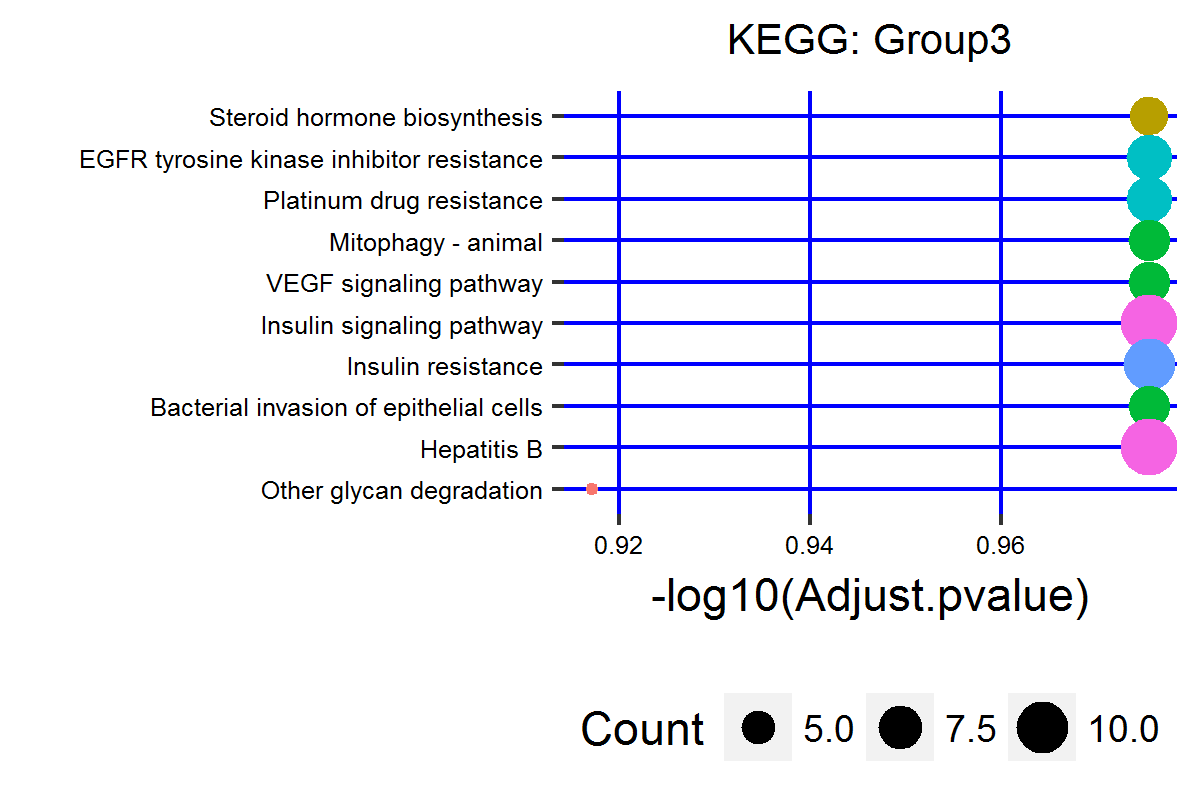 KEGG: Group3
Steroid hormone biosynthesis
EGFR tyrosine kinase inhibitor resistance
Platinum drug resistance
Mitophagy - animal
VEGF signaling pathway
Insulin signaling pathway
Insulin resistance
Bacterial invasion of epithelial cells
Hepatitis B
Other glycan degradation
0.92 0.94 0.96
-log10(Adjust.pvalue)
Count 5.0 7.5 10.0